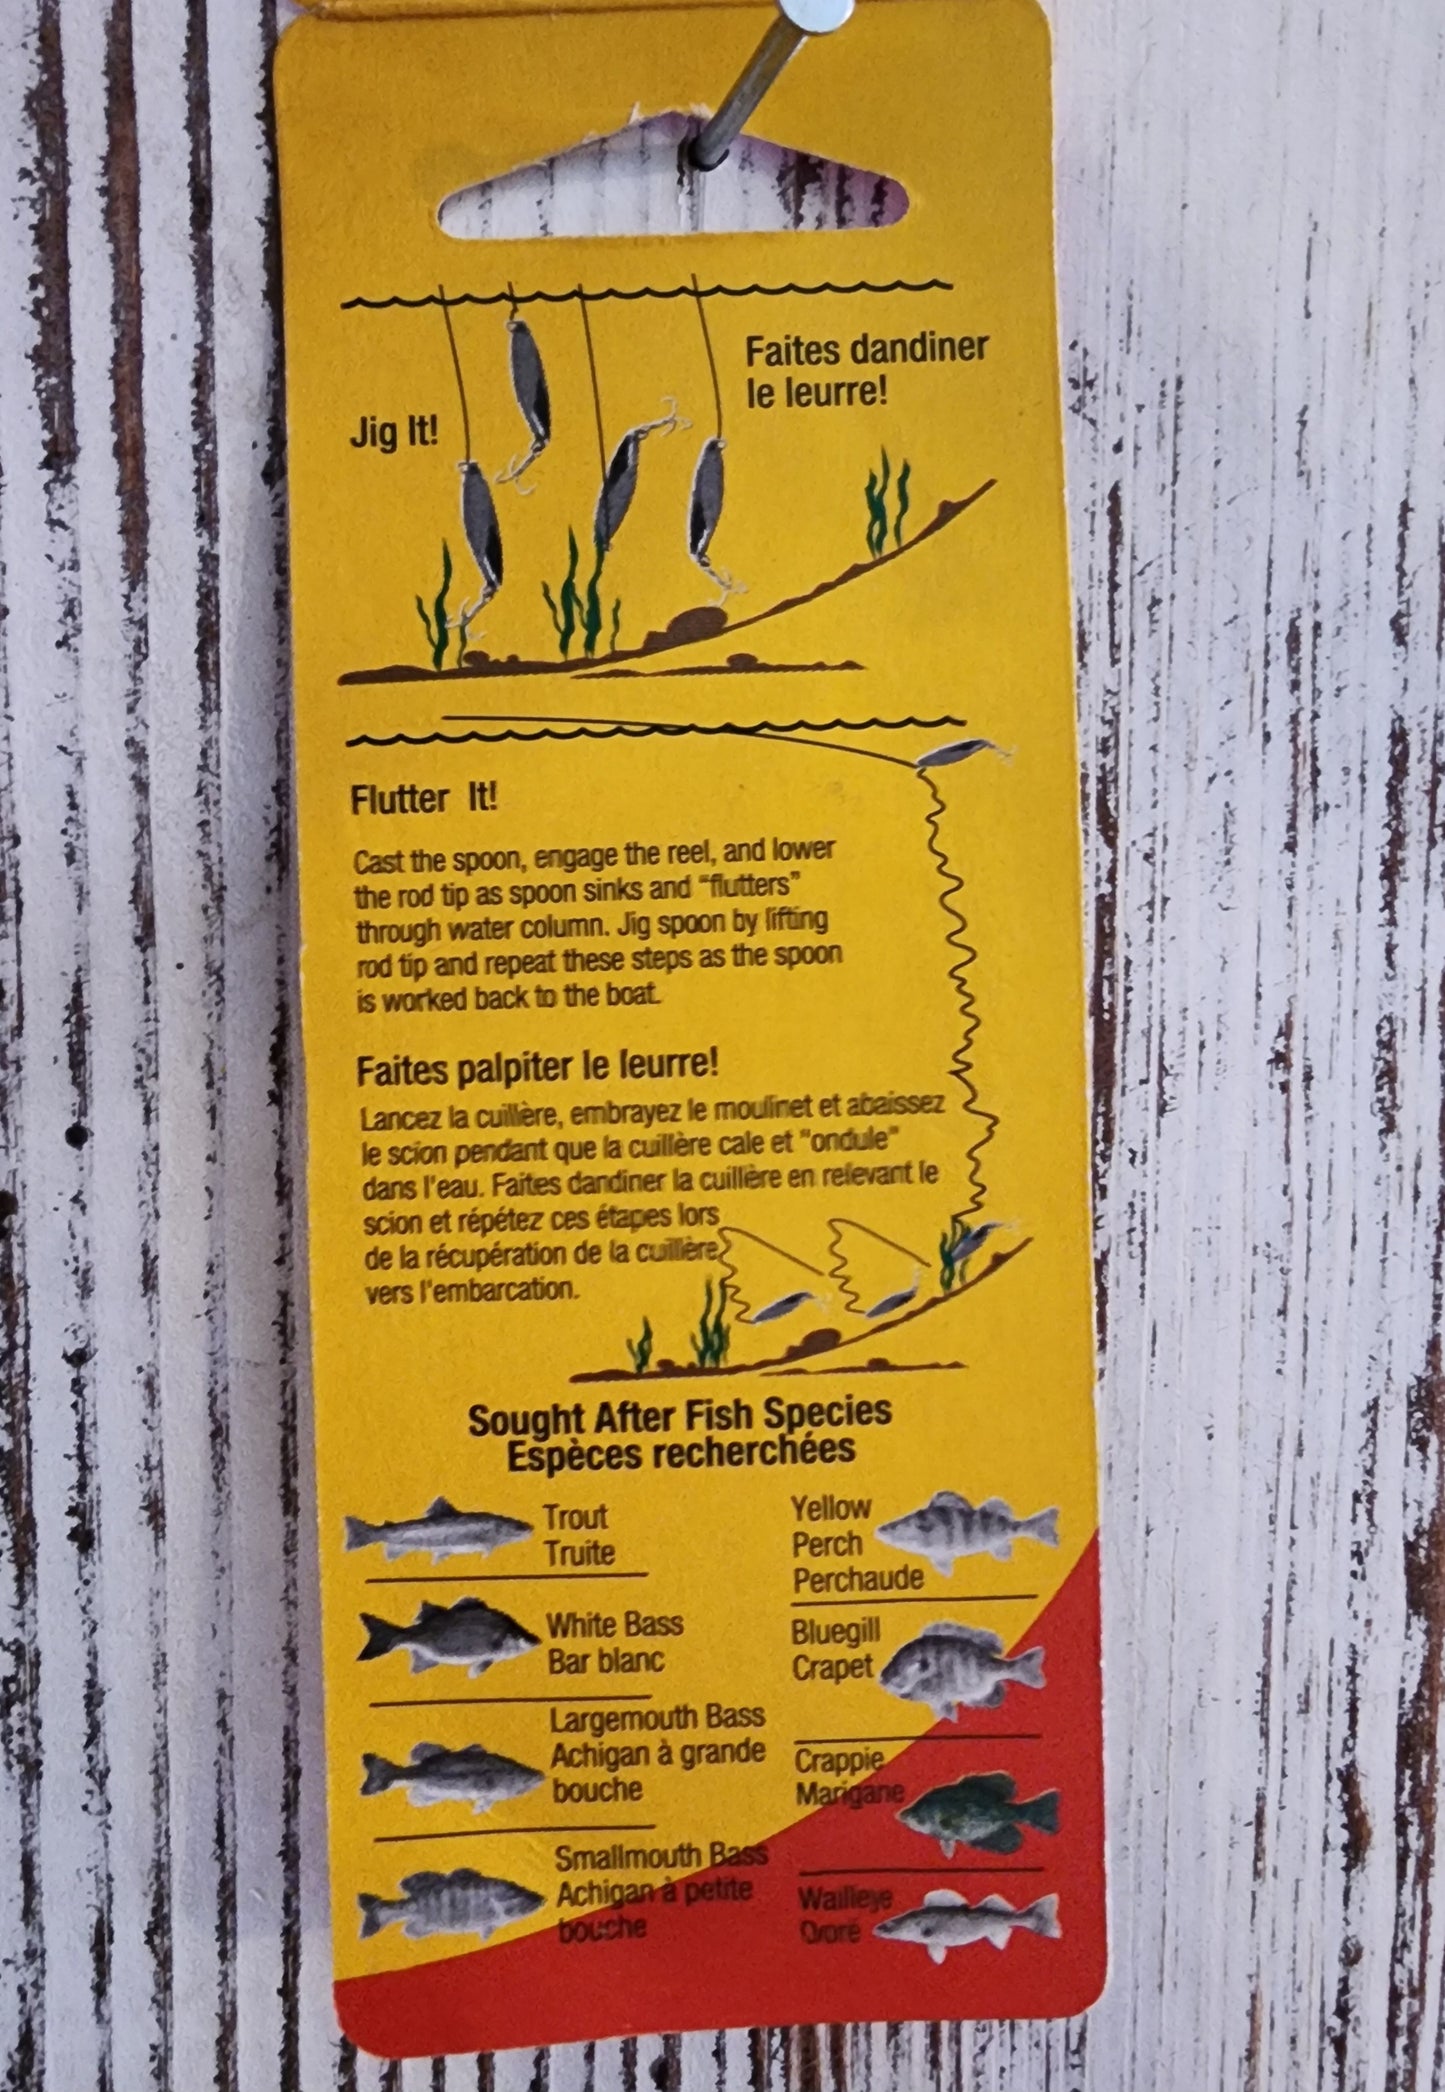 Jig It!
Faites dandiner
le leurre!
Flutter It!
Cast the spoon, engage the reel, and lower
the rod tip as spoon sinks and "flutters"
through water column. Jig spoon by lifting
rod tip and repeat these steps as the spoon
is worked back to the boat.
Faites palpiter le leurre!
Lancez la cuillère, embrayez le moulinet et abaissez
le scion pendant que la cuillère cale et "ondule"
dans l'eau. Faites dandiner la cuillère en relevant le
scion et répétez ces étapes lors
de la récupération de la cuillère
vers l'embarcation.
Sought After Fish Species
Espèces recherchées
Trout
Truite
White Bass
Bar blanc
Largemouth Bass
Achigan à grande
bouche
Smallmouth Bass
Achigan à petite
bouche
Yellow
Perch
Perchaude
Bluegill
Crapet
Crappie
Marigane
Walleye
Doré